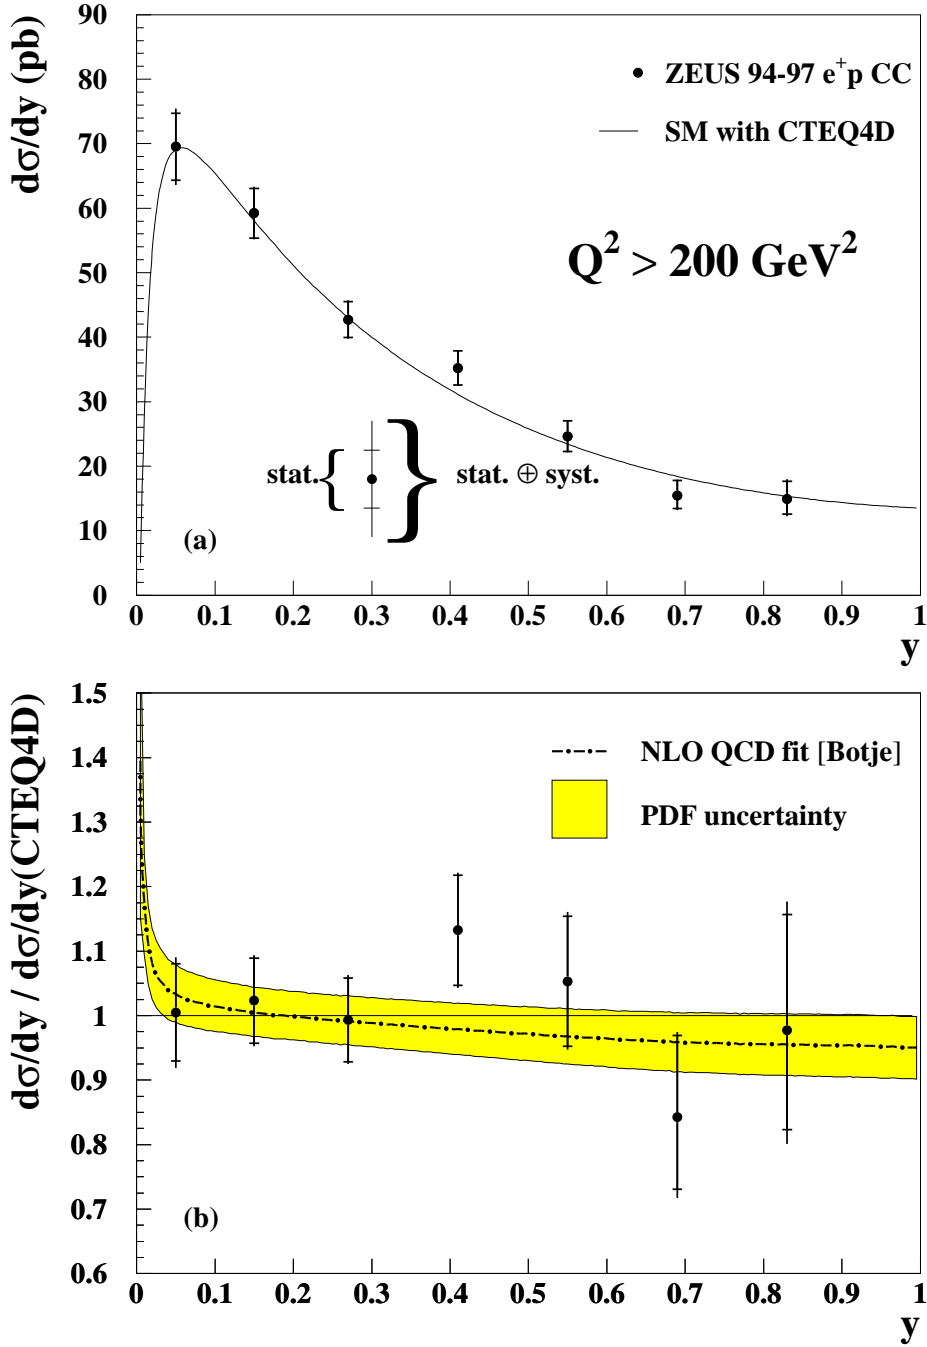 dσ/dy (pb)
90
80
70
60
50
40
30
20
10
0
ZEUS 94-97 e⁺p CC
SM with CTEQ4D
Q² > 200 GeV²
stat. { } stat. ⊕ syst.
(a)
0 0.1 0.2 0.3 0.4 0.5 0.6 0.7 0.8 0.9 1
y
dσ/dy / dσ/dy(CTEQ4D)
1.5
1.4
1.3
1.2
1.1
1
0.9
0.8
0.7
0.6
NLO QCD fit [Botje]
PDF uncertainty
(b)
0 0.1 0.2 0.3 0.4 0.5 0.6 0.7 0.8 0.9 1
y